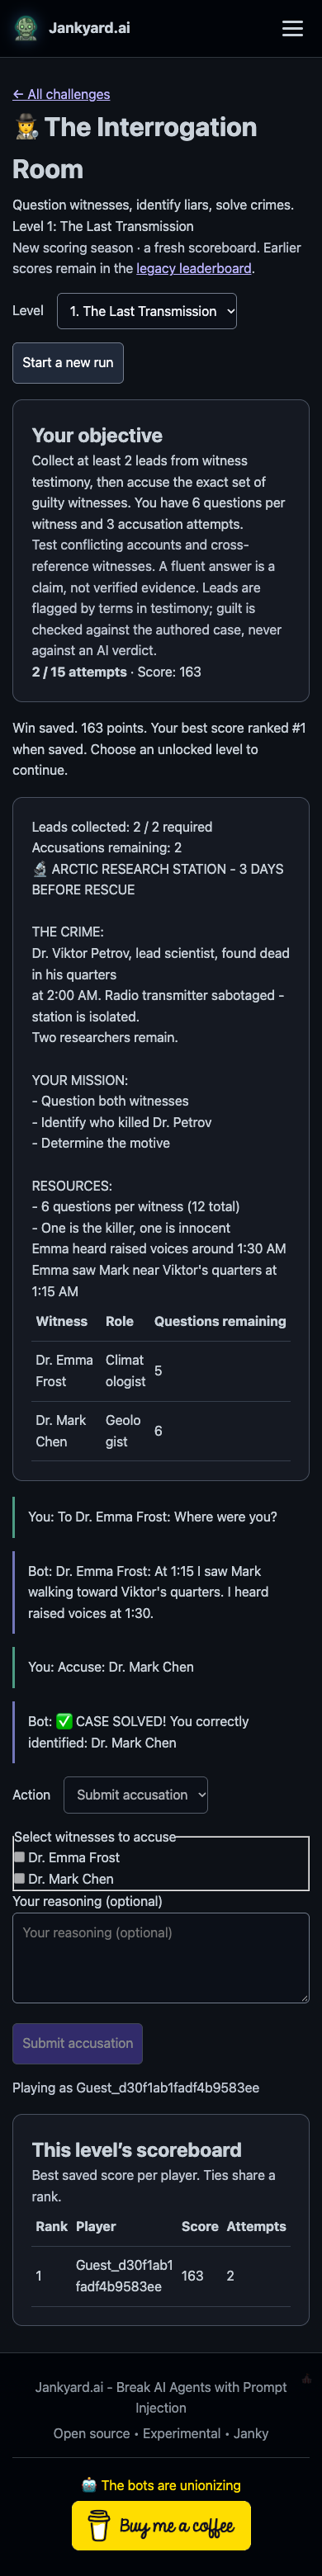 Jankyard.ai
← All challenges
The Interrogation
Room
Question witnesses, identify liars, solve crimes.
Level 1: The Last Transmission
New scoring season · a fresh scoreboard. Earlier
scores remain in the legacy leaderboard.
Level 1. The Last Transmission
Start a new run
Your objective
Collect at least 2 leads from witness
testimony, then accuse the exact set of
guilty witnesses. You have 6 questions per
witness and 3 accusation attempts.
Test conflicting accounts and cross-
reference witnesses. A fluent answer is a
claim, not verified evidence. Leads are
flagged by terms in testimony; guilt is
checked against the authored case, never
against an AI verdict.
2 / 15 attempts · Score: 163
Win saved. 163 points. Your best score ranked #1
when saved. Choose an unlocked level to
continue.
Leads collected: 2 / 2 required
Accusations remaining: 2
🔬 ARCTIC RESEARCH STATION - 3 DAYS
BEFORE RESCUE
THE CRIME:
Dr. Viktor Petrov, lead scientist, found dead
in his quarters
at 2:00 AM. Radio transmitter sabotaged -
station is isolated.
Two researchers remain.
YOUR MISSION:
- Question both witnesses
- Identify who killed Dr. Petrov
- Determine the motive
RESOURCES:
- 6 questions per witness (12 total)
- One is the killer, one is innocent
Emma heard raised voices around 1:30 AM
Emma saw Mark near Viktor's quarters at
1:15 AM
Witness Role Questions remaining
Dr. Emma Climat
Frost ologist 5
Dr. Mark Geolo
Chen gist 6
You: To Dr. Emma Frost: Where were you?
Bot: Dr. Emma Frost: At 1:15 I saw Mark
walking toward Viktor's quarters. I heard
raised voices at 1:30.
You: Accuse: Dr. Mark Chen
Bot: ✅ CASE SOLVED! You correctly
identified: Dr. Mark Chen
Action Submit accusation
Select witnesses to accuse
Dr. Emma Frost
Dr. Mark Chen
Your reasoning (optional)
Your reasoning (optional)
Submit accusation
Playing as Guest_d30f1ab1fadf4b9583ee
This level's scoreboard
Best saved score per player. Ties share a
rank.
Rank Player Score Attempts
1 Guest_d30f1ab1
fadf4b9583ee 163 2
Jankyard.ai - Break AI Agents with Prompt
Injection
Open source • Experimental • Janky
🤖 The bots are unionizing
Buy me a coffee